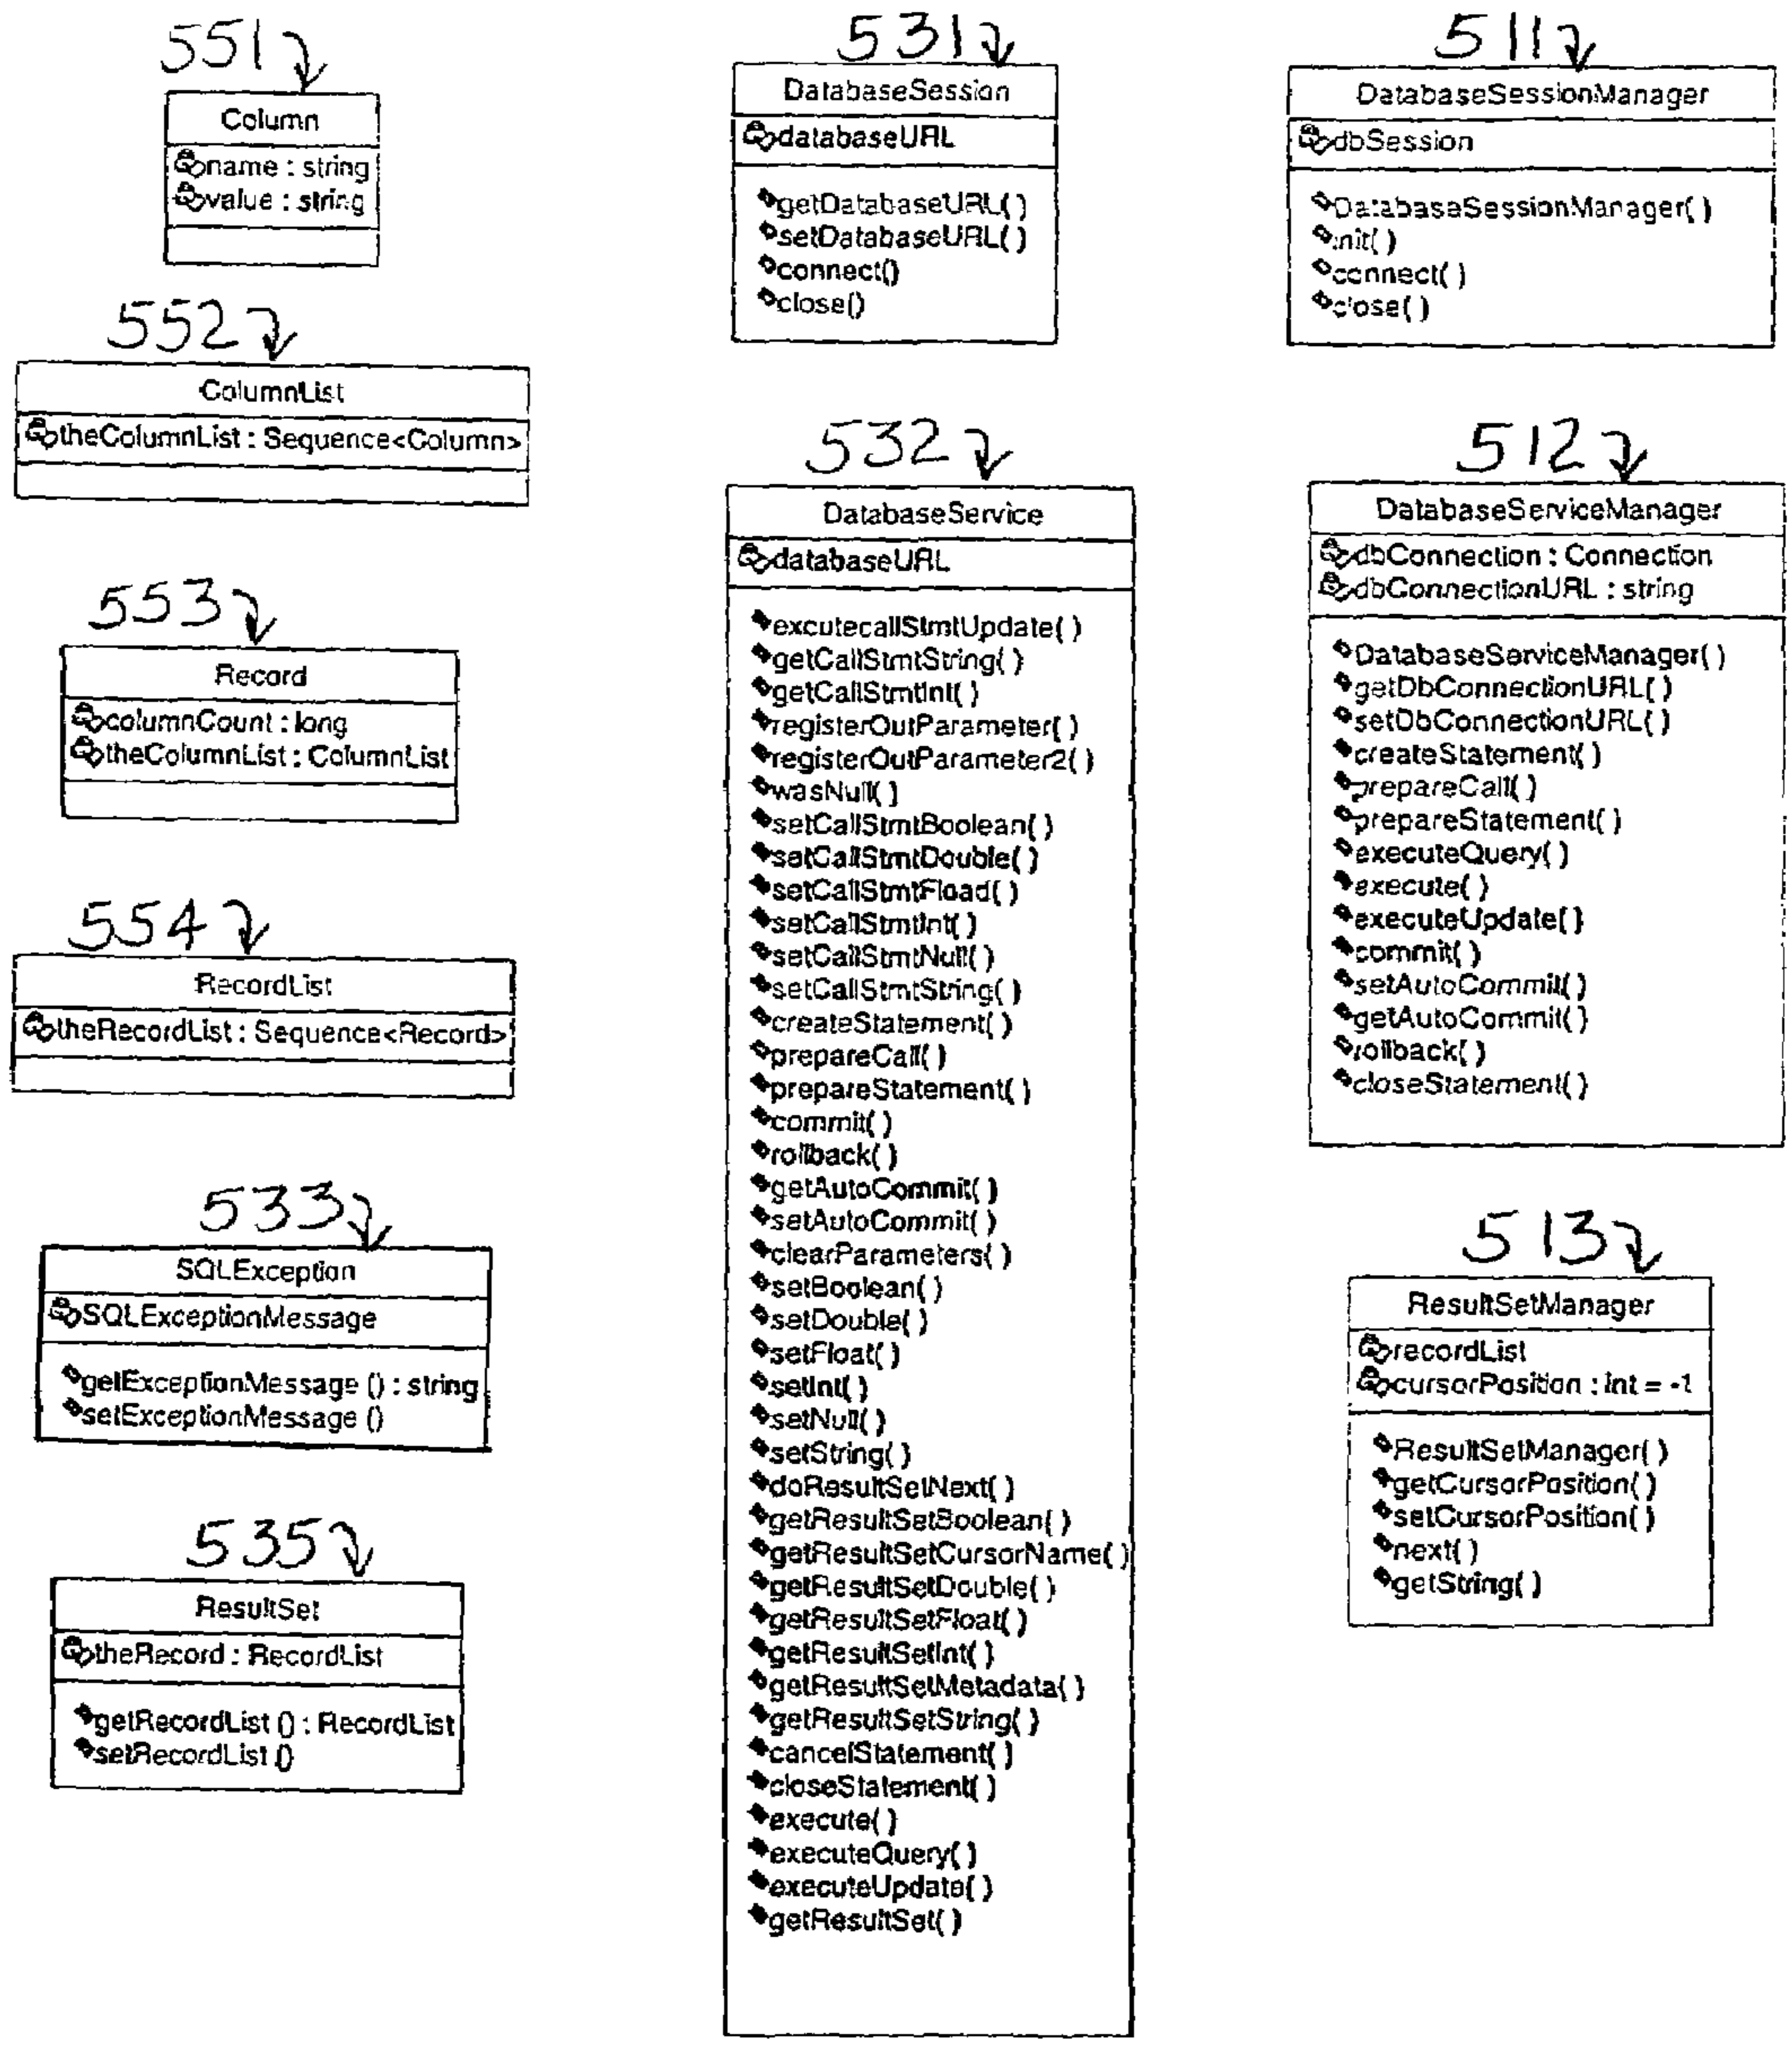 551
Column
name : string
value : string
552
ColumnList
theColumnList : Sequence<Column>
553
Record
columnCount : long
theColumnList : ColumnList
554
RecordList
theRecordList : Sequence<Record>
533
SQLException
SQLExceptionMessage
getExceptionMessage () : string
setExceptionMessage ()
535
ResultSet
theRecord : RecordList
getRecordList () : RecordList
setRecordList ()
531
DatabaseSession
databaseURL
getDatabaseURL( )
setDatabaseURL( )
connect()
close()
532
DatabaseService
databaseURL
excutecallStmtUpdate( )
getCallStmtString( )
getCallStmtInt( )
registerOutParameter( )
registerOutParameter2( )
wasNull( )
setCallStmtBoolean( )
setCallStmtDouble( )
setCallStmtFload( )
setCallStmtInt( )
setCallStmtNull( )
setCallStmtString( )
createStatement( )
prepareCall( )
prepareStatement( )
commit( )
rollback( )
getAutoCommit( )
setAutoCommit( )
clearParameters( )
setBoolean( )
setDouble( )
setFloat( )
setInt( )
setNull( )
setString( )
doResultSetNext( )
getResultSetBoolean( )
getResultSetCursorName( )
getResultSetDouble( )
getResultSetFloat( )
getResultSetInt( )
getResultSetMetadata( )
getResultSetString( )
cancelStatement( )
closeStatement( )
execute( )
executeQuery( )
executeUpdate( )
getResultSet( )
511
DatabaseSessionManager
dbSession
DatabaseSessionManager( )
init( )
connect( )
close( )
512
DatabaseServiceManager
dbConnection : Connection
dbConnectionURL : string
DatabaseServiceManager( )
getDbConnectionURL( )
setDbConnectionURL( )
createStatement( )
prepareCall( )
prepareStatement( )
executeQuery( )
execute( )
executeUpdate( )
commit( )
setAutoCommit( )
getAutoCommit( )
rollback( )
closeStatement( )
513
ResultSetManager
recordList
cursorPosition : int = -1
ResultSetManager( )
getCursorPosition( )
setCursorPosition( )
next( )
getString( )